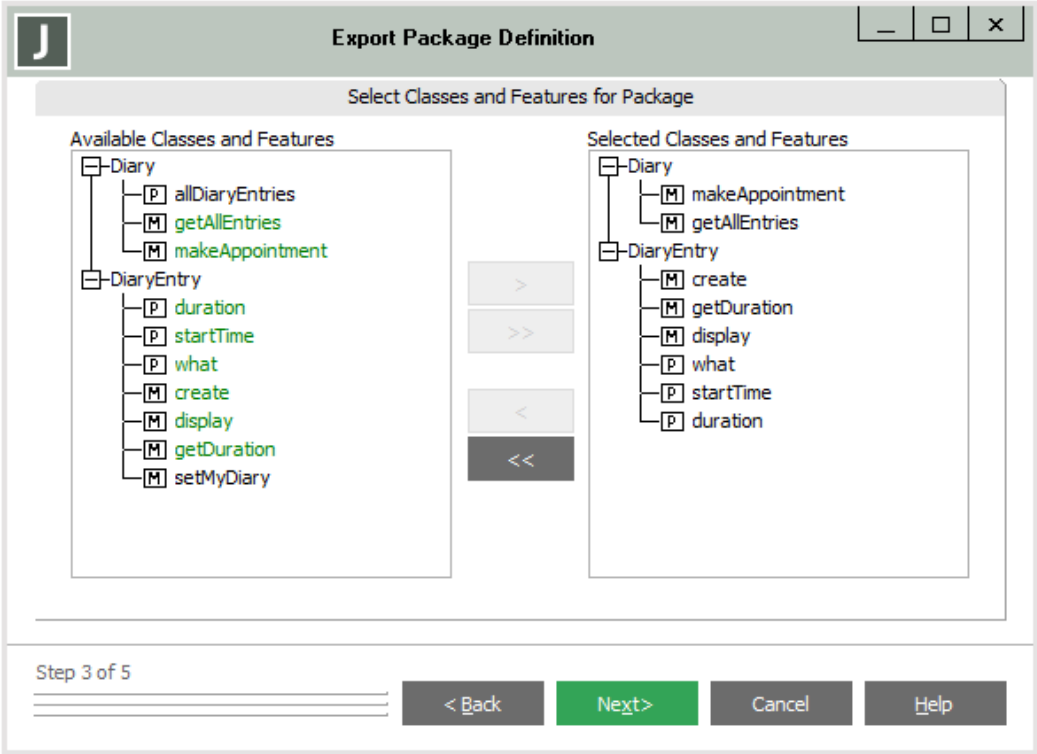 J
Export Package Definition
Select Classes and Features for Package
Available Classes and Features
Diary
P allDiaryEntries
M getAllEntries
M makeAppointment
DiaryEntry
P duration
P startTime
P what
M create
M display
M getDuration
M setMyDiary
>
>>
<
<<
Selected Classes and Features
Diary
M makeAppointment
M getAllEntries
DiaryEntry
M create
M getDuration
M display
P what
P startTime
P duration
Step 3 of 5
< Back
Next>
Cancel
Help